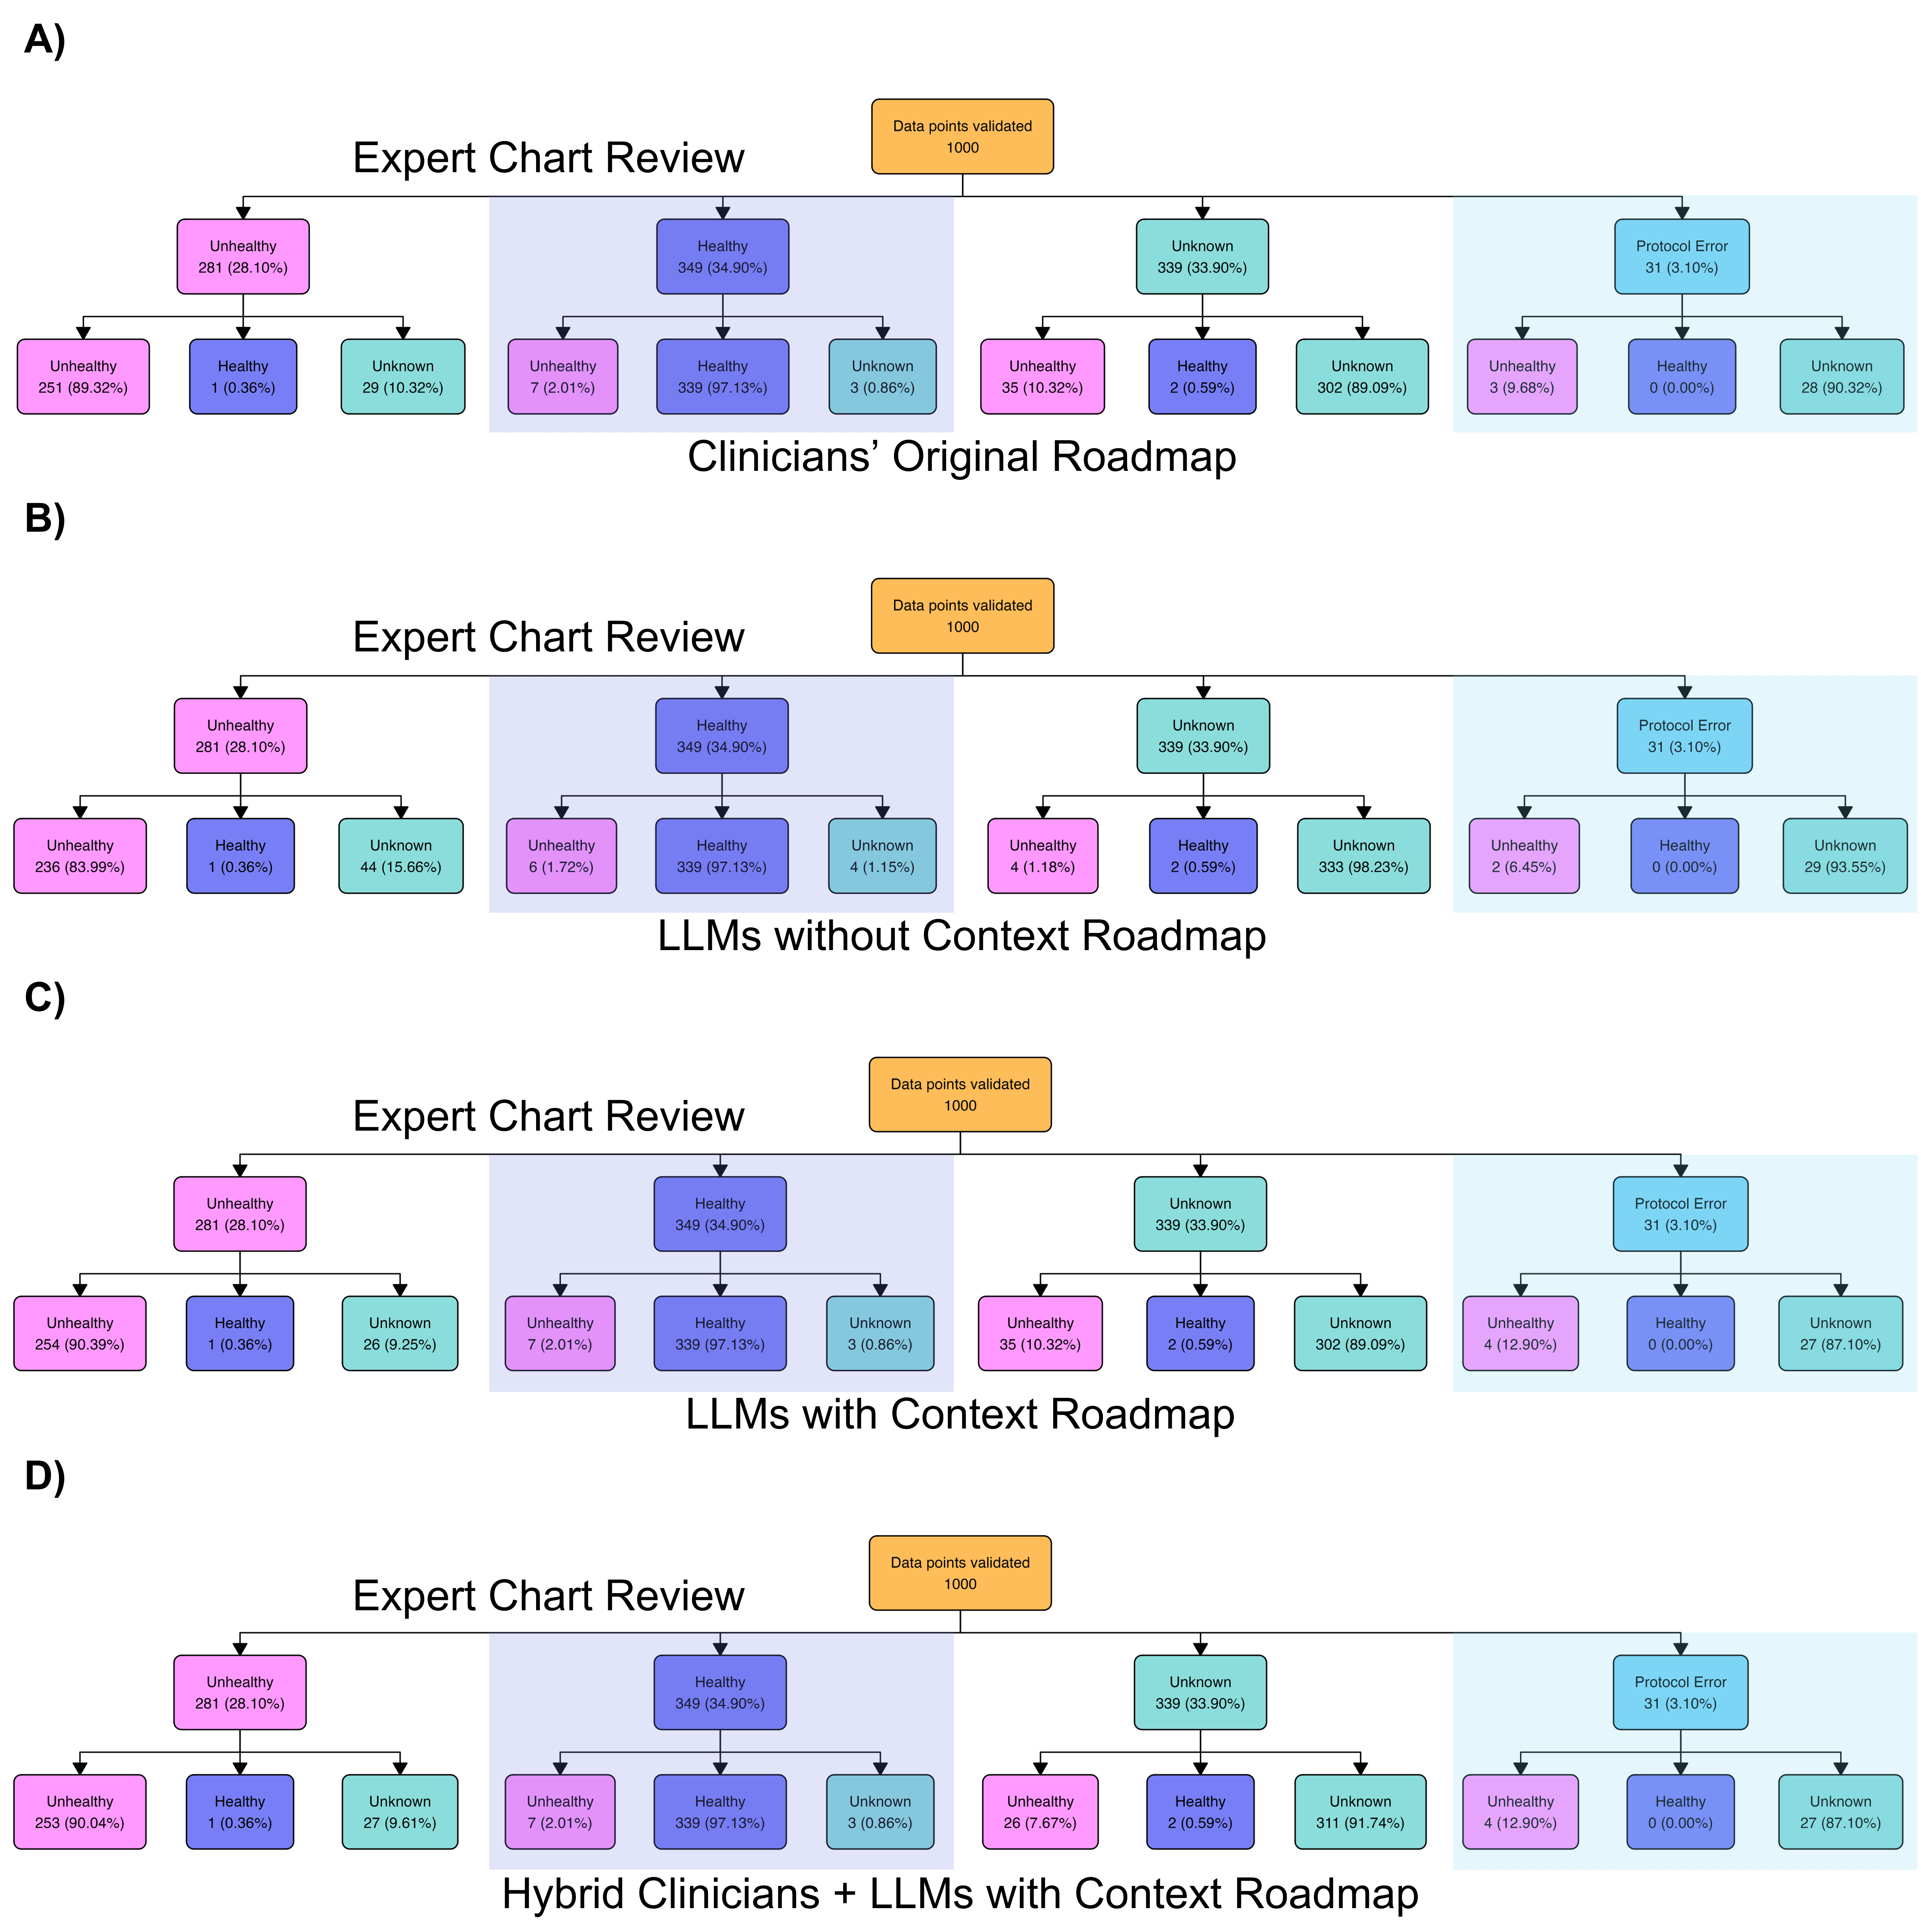 A)
Data points validated
1000
Expert Chart Review
Unhealthy
281 (28.10%)
Healthy
349 (34.90%)
Unknown
339 (33.90%)
Protocol Error
31 (3.10%)
Unhealthy
251 (89.32%)
Healthy
1 (0.36%)
Unknown
29 (10.32%)
Unhealthy
7 (2.01%)
Healthy
339 (97.13%)
Unknown
3 (0.86%)
Unhealthy
35 (10.32%)
Healthy
2 (0.59%)
Unknown
302 (89.09%)
Unhealthy
3 (9.68%)
Healthy
0 (0.00%)
Unknown
28 (90.32%)
Clinicians’ Original Roadmap
B)
Data points validated
1000
Expert Chart Review
Unhealthy
281 (28.10%)
Healthy
349 (34.90%)
Unknown
339 (33.90%)
Protocol Error
31 (3.10%)
Unhealthy
236 (83.99%)
Healthy
1 (0.36%)
Unknown
44 (15.66%)
Unhealthy
6 (1.72%)
Healthy
339 (97.13%)
Unknown
4 (1.15%)
Unhealthy
4 (1.18%)
Healthy
2 (0.59%)
Unknown
333 (98.23%)
Unhealthy
2 (6.45%)
Healthy
0 (0.00%)
Unknown
29 (93.55%)
LLMs without Context Roadmap
C)
Data points validated
1000
Expert Chart Review
Unhealthy
281 (28.10%)
Healthy
349 (34.90%)
Unknown
339 (33.90%)
Protocol Error
31 (3.10%)
Unhealthy
254 (90.39%)
Healthy
1 (0.36%)
Unknown
26 (9.25%)
Unhealthy
7 (2.01%)
Healthy
339 (97.13%)
Unknown
3 (0.86%)
Unhealthy
35 (10.32%)
Healthy
2 (0.59%)
Unknown
302 (89.09%)
Unhealthy
4 (12.90%)
Healthy
0 (0.00%)
Unknown
27 (87.10%)
LLMs with Context Roadmap
D)
Data points validated
1000
Expert Chart Review
Unhealthy
281 (28.10%)
Healthy
349 (34.90%)
Unknown
339 (33.90%)
Protocol Error
31 (3.10%)
Unhealthy
253 (90.04%)
Healthy
1 (0.36%)
Unknown
27 (9.61%)
Unhealthy
7 (2.01%)
Healthy
339 (97.13%)
Unknown
3 (0.86%)
Unhealthy
26 (7.67%)
Healthy
2 (0.59%)
Unknown
311 (91.74%)
Unhealthy
4 (12.90%)
Healthy
0 (0.00%)
Unknown
27 (87.10%)
Hybrid Clinicians + LLMs with Context Roadmap